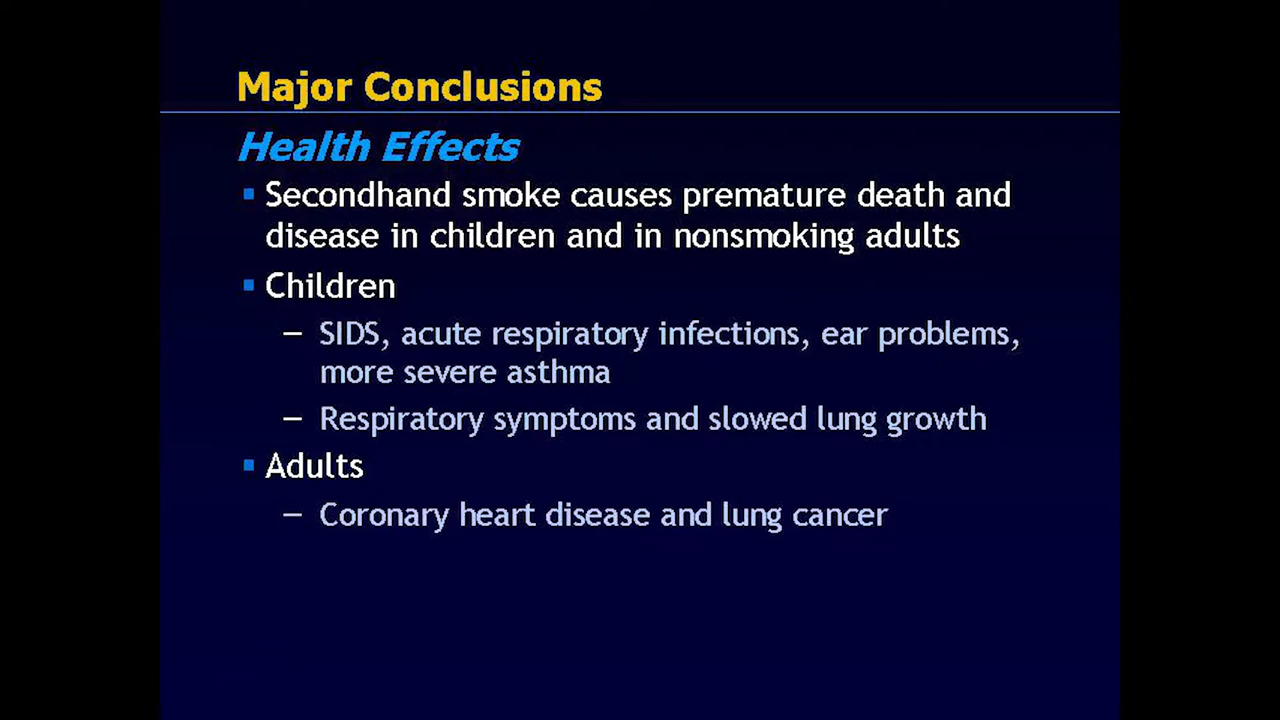 Major Conclusions
Health Effects
▪ Secondhand smoke causes premature death and
disease in children and in nonsmoking adults
▪ Children
– SIDS, acute respiratory infections, ear problems,
more severe asthma
– Respiratory symptoms and slowed lung growth
▪ Adults
– Coronary heart disease and lung cancer